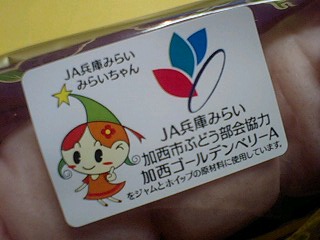 JA兵庫みらい
みらいちゃん
JA兵庫みらい
加西市ぶどう部会協力
加西ゴールデンベリーA
をジャムとホイップの原材料に使用しています。